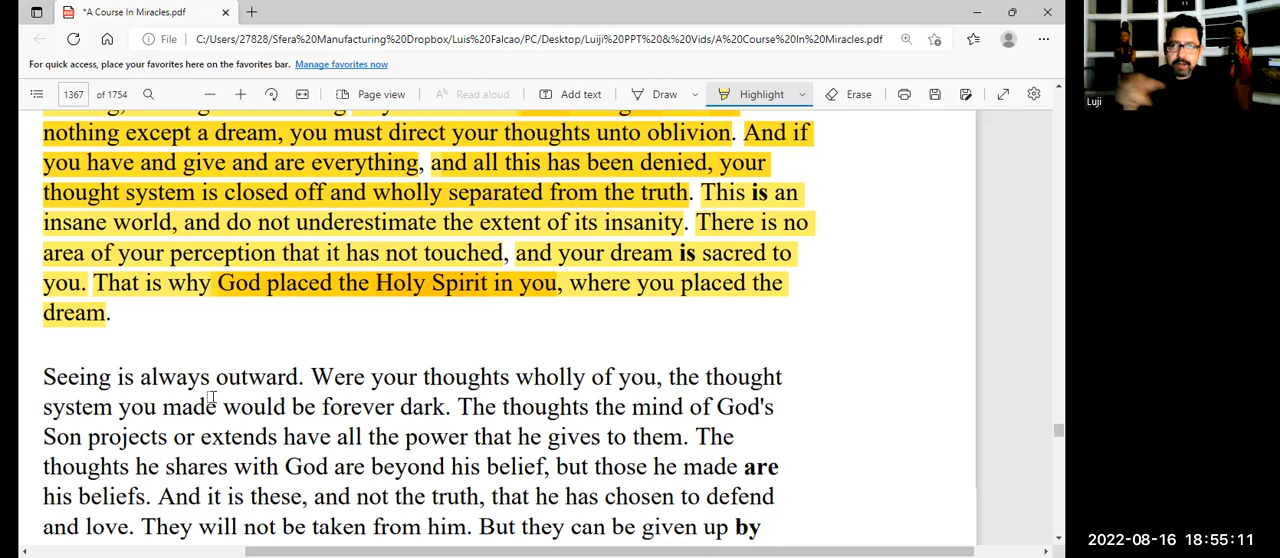 *A Course In Miracles.pdf
File
C:/Users/27828/Sfera%20Manufacturing%20Dropbox/Luis%20Falcao/PC/Desktop/Luiji%20PPT%20&%20Vids/A%20Course%20In%20Miracles.pdf
For quick access, place your favorites here on the favorites bar. Manage favorites now
1367 of 1754 Page view Read aloud Add text Draw Highlight Erase
nothing except a dream, you must direct your thoughts unto oblivion. And if
you have and give and are everything, and all this has been denied, your
thought system is closed off and wholly separated from the truth. This is an
insane world, and do not underestimate the extent of its insanity. There is no
area of your perception that it has not touched, and your dream is sacred to
you. That is why God placed the Holy Spirit in you, where you placed the
dream.
Seeing is always outward. Were your thoughts wholly of you, the thought
system you made would be forever dark. The thoughts the mind of God's
Son projects or extends have all the power that he gives to them. The
thoughts he shares with God are beyond his belief, but those he made are
his beliefs. And it is these, and not the truth, that he has chosen to defend
and love. They will not be taken from him. But they can be given up by
Luji
2022-08-16 18:55:11